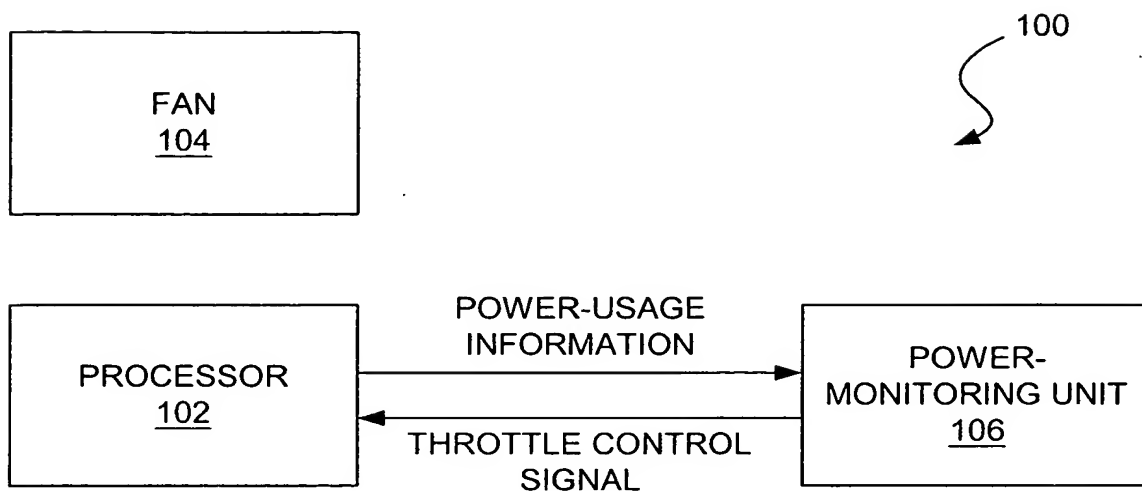 100
FAN
104
POWER-USAGE
INFORMATION
PROCESSOR
102
POWER-
MONITORING UNIT
106
THROTTLE CONTROL
SIGNAL